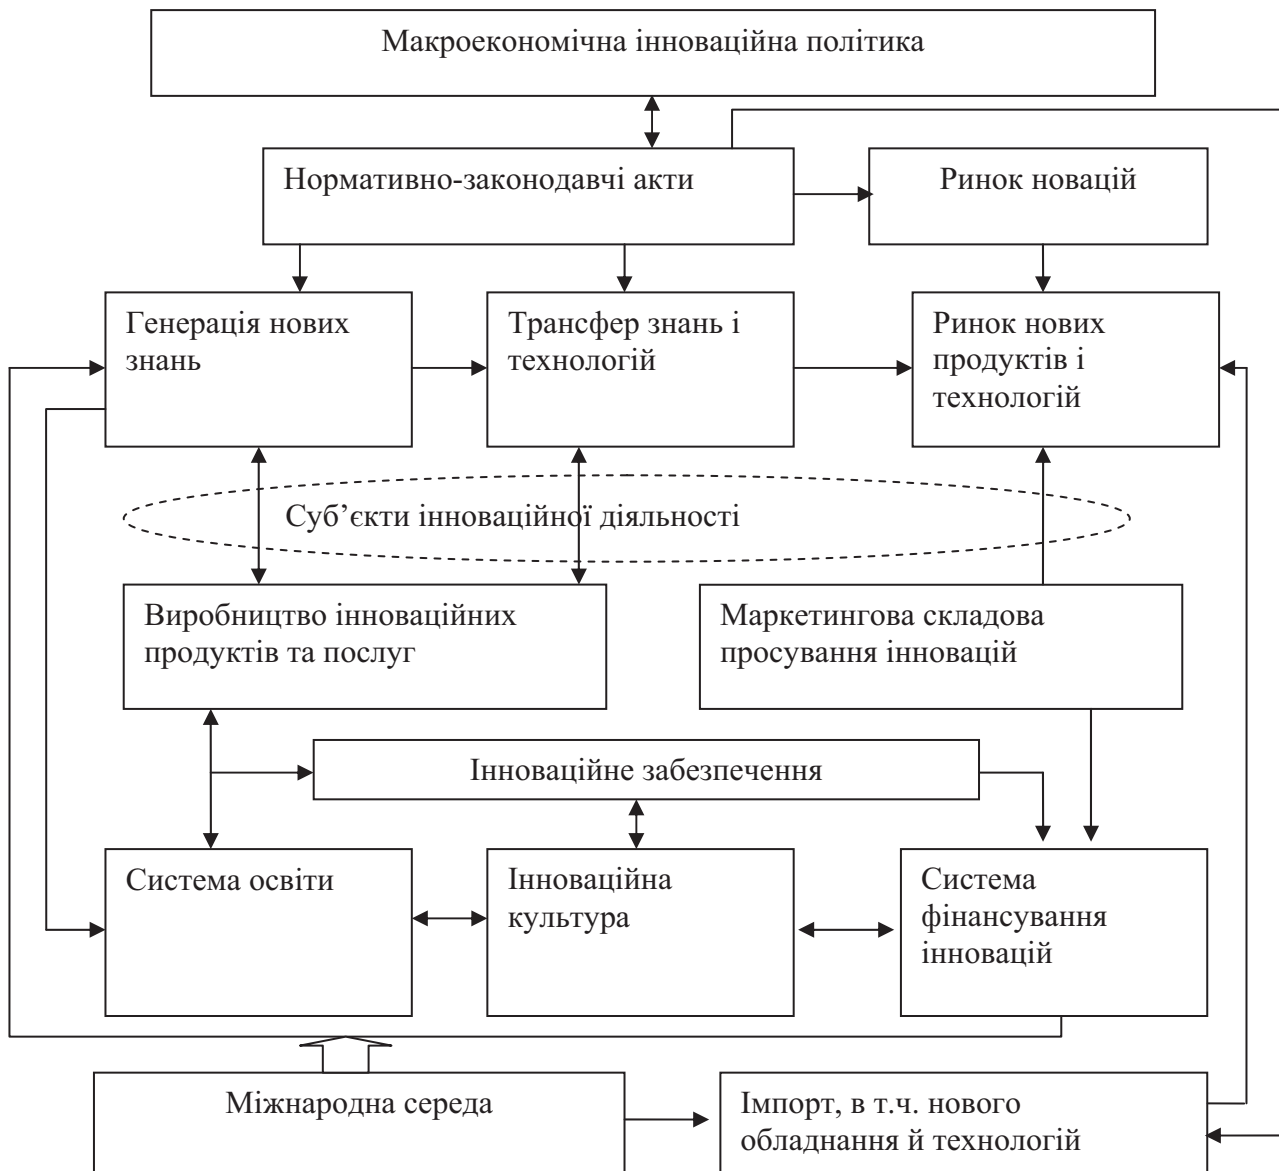 Макроекономічна інноваційна політика
Нормативно-законодавчі акти
Ринок новацій
Генерація нових
знань
Трансфер знань і
технологій
Ринок нових
продуктів і
технологій
Суб’єкти інноваційної діяльності
Виробництво інноваційних
продуктів та послуг
Маркетингова складова
просування інновацій
Інноваційне забезпечення
Система освіти
Інноваційна
культура
Система
фінансування
інновацій
Міжнародна середа
Імпорт, в т.ч. нового
обладнання й технологій